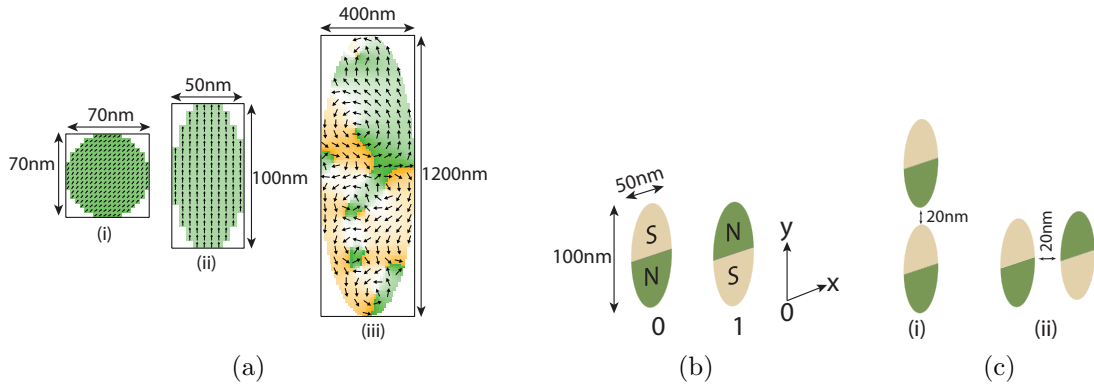 70nm
70nm
(i)
50nm
100nm
(ii)
400nm
1200nm
(iii)
(a)
50nm
100nm
S
N
0
N
S
1
y
x
0
(b)
20nm
(i)
20nm
(ii)
(c)